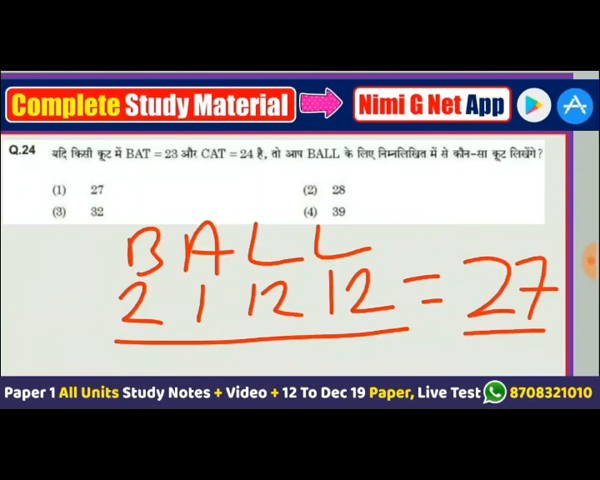 Complete Study Material Nimi G Net App
Q.24 यदि किसी कूट में BAT = 23 और CAT = 24 है, तो आप BALL के लिए निम्नलिखित में से कौन-सा कूट लिखेंगे ?
(1) 27 (2) 28
(3) 32 (4) 39
BALL
2 1 12 12 = 27
Paper 1 All Units Study Notes + Video + 12 To Dec 19 Paper, Live Test 8708321010